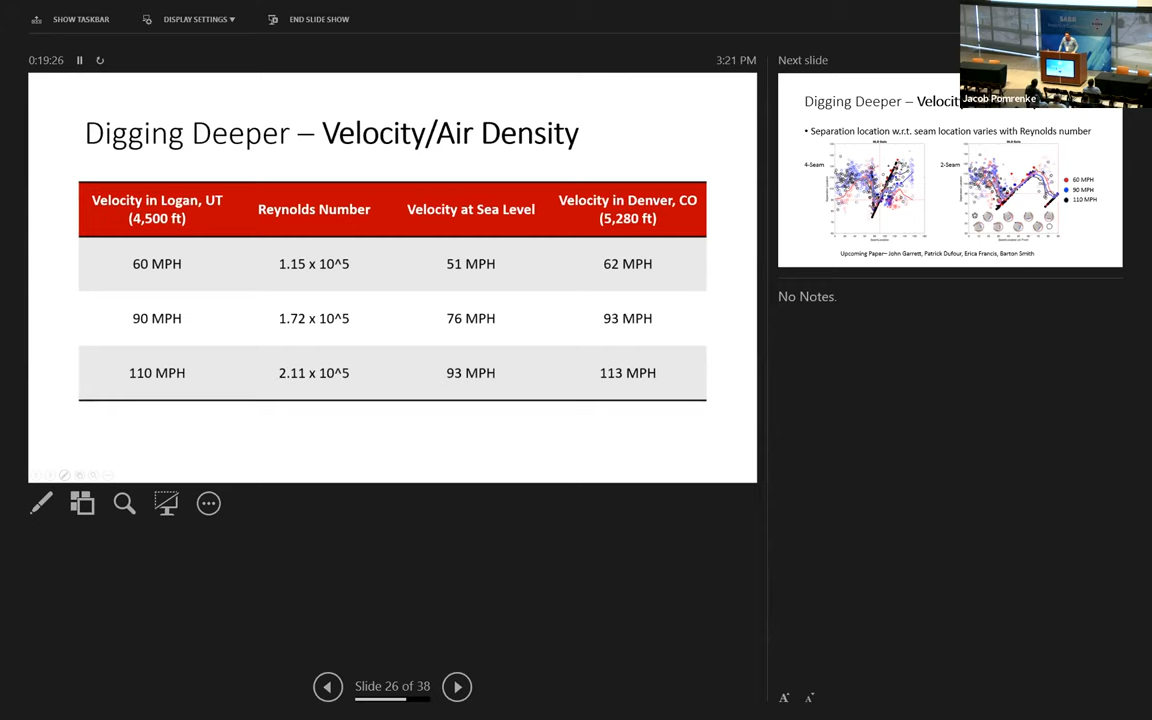 SHOW TASKBAR
DISPLAY SETTINGS ▼
END SLIDE SHOW
0:19:26
3:21 PM
Digging Deeper – Velocity/Air Density
Velocity in Logan, UT (4,500 ft)
Reynolds Number
Velocity at Sea Level
Velocity in Denver, CO (5,280 ft)
60 MPH
1.15 x 10^5
51 MPH
62 MPH
90 MPH
1.72 x 10^5
76 MPH
93 MPH
110 MPH
2.11 x 10^5
93 MPH
113 MPH
Slide 26 of 38
Next slide
SABR
Jacob Pomrenke
Digging Deeper – Velocit
• Separation location w.r.t. seam location varies with Reynolds number
4-Seam
2-Seam
60 MPH
90 MPH
110 MPH
Upcoming Paper– John Garrett, Patrick Dufour, Erica Francis, Barton Smith
No Notes.
A
A